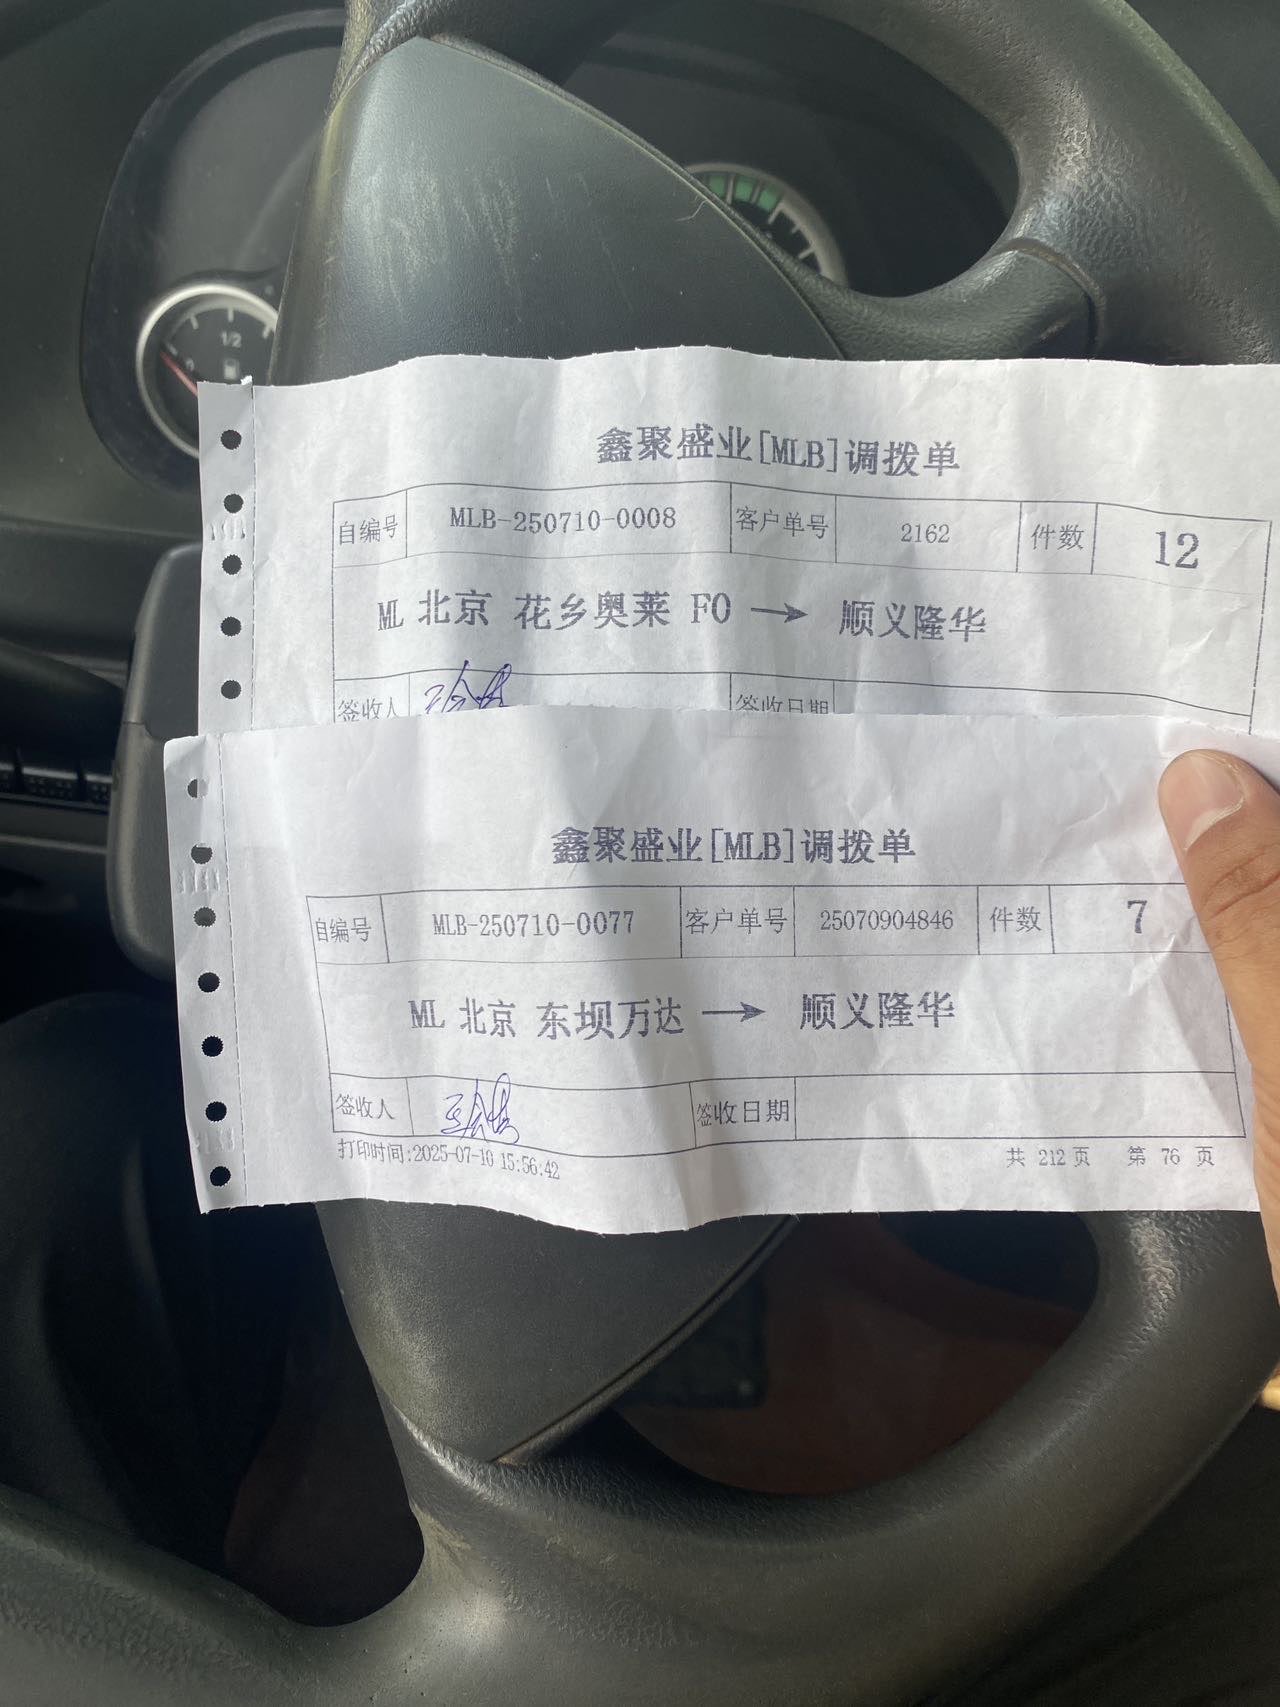 1/2
鑫聚盛业[MLB]调拨单
自编号 MLB-250710-0008 客户单号 2162 件数 12
ML 北京 花乡奥莱 FO → 顺义隆华
签收人 签收日期
鑫聚盛业[MLB]调拨单
自编号 MLB-250710-0077 客户单号 25070904846 件数 7
ML 北京 东坝万达 → 顺义隆华
签收人 签收日期
打印时间:2025-07-10 15:56:42 共 212 页 第 76 页